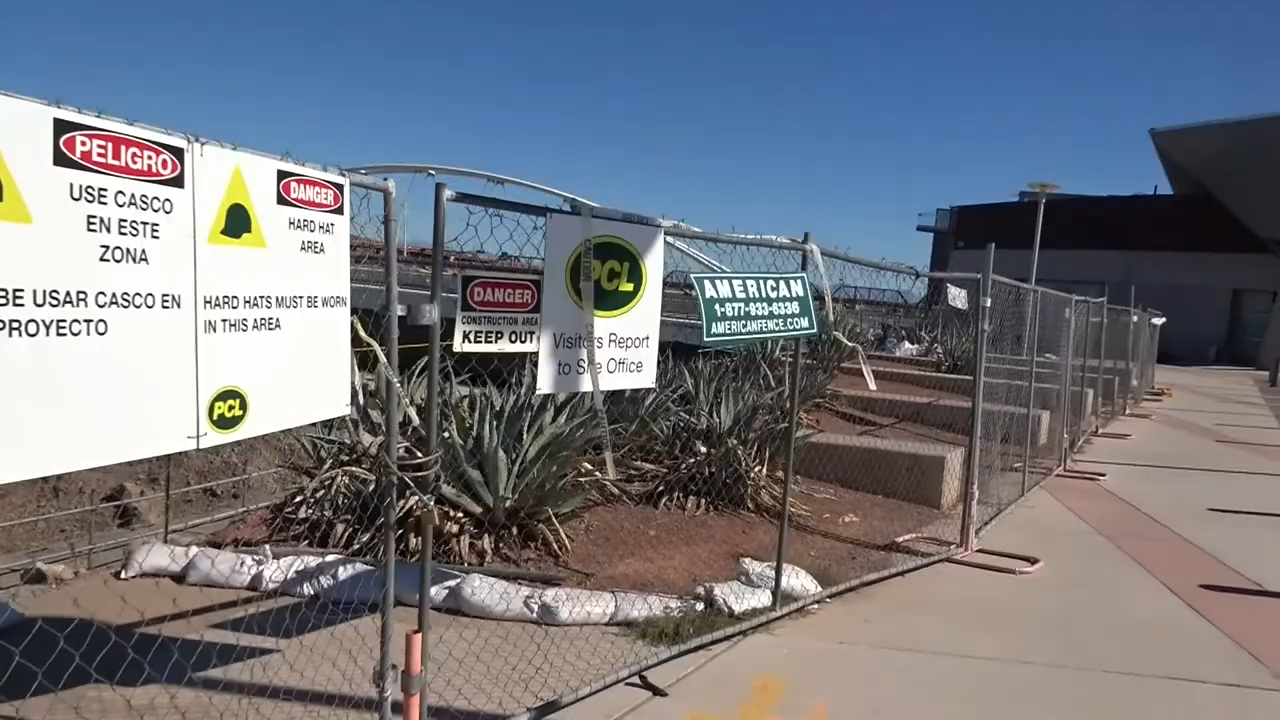 PELIGRO
USE CASCO
EN ESTE
ZONA
BE USAR CASCO EN
PROYECTO
DANGER
HARD HAT
AREA
HARD HATS MUST BE WORN
IN THIS AREA
PCL
DANGER
CONSTRUCTION AREA
KEEP OUT
PCL
Visitors Report
to Site Office
AMERICAN
1-877-933-6336
AMERICANFENCE.COM